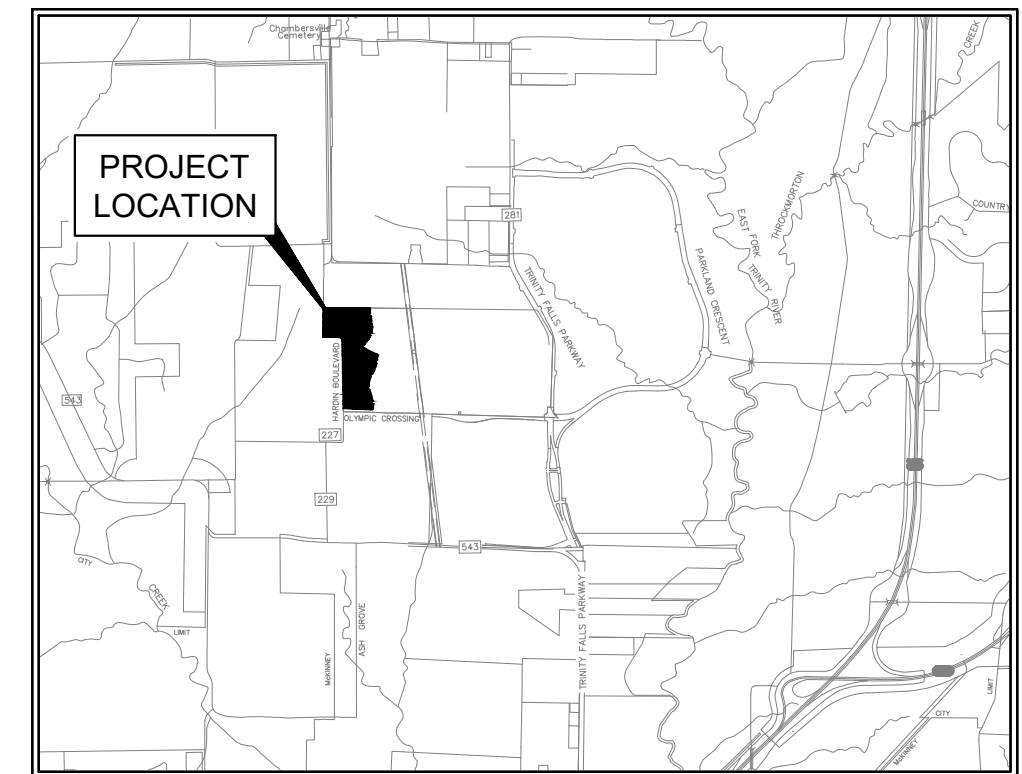 Chambersville
Cemetery
CREEK
PROJECT
LOCATION
THROCKMORTON
COUNTRY
281
EAST FORK
TRINITY RIVER
PARKLAND CRESCENT
TRINITY FALLS PARKWAY
HARDIN BOULEVARD
543
OLYMPIC CROSSING
227
229
543
CITY
CREEK
LIMIT
ASH GROVE
McKINNEY
TRINITY FALLS PARKWAY
LIMIT
CITY
McKINNEY